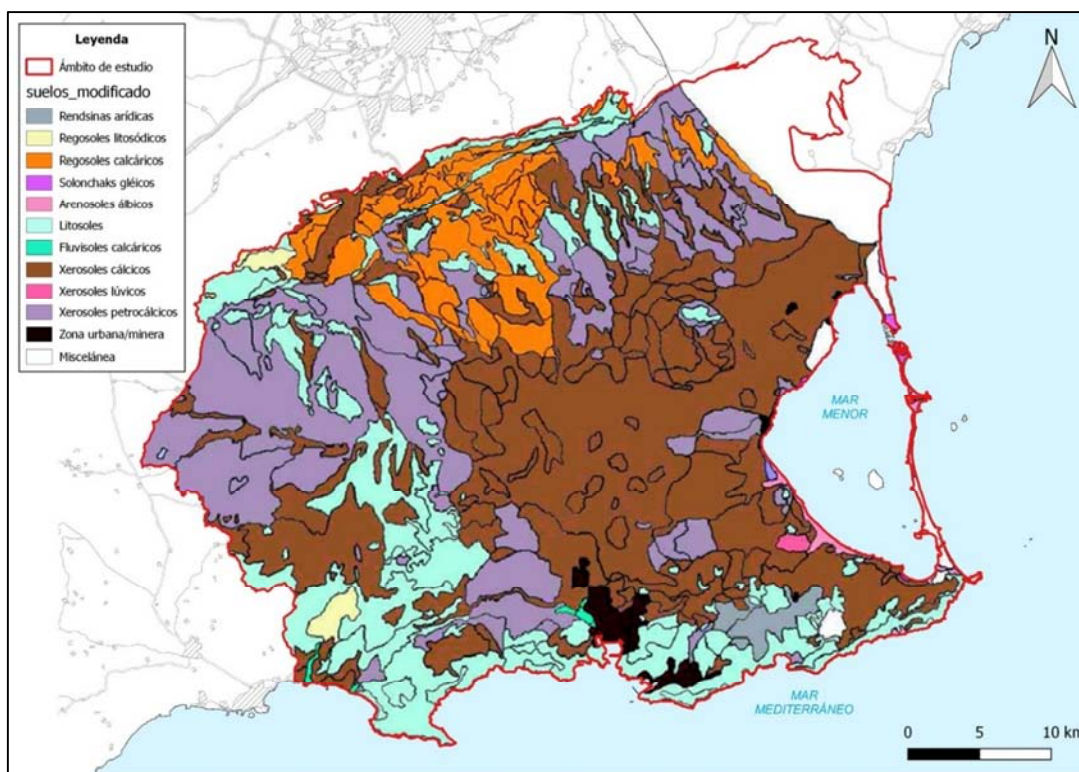 Leyenda
Ámbito de estudio
suelos_modificado
Rendsinas arídicas
Regosoles litosódicos
Regosoles calcáricos
Solonchaks gléicos
Arenosoles álbicos
Litosoles
Fluvisoles calcáricos
Xerosoles cálcicos
Xerosoles lúvicos
Xerosoles petrocálcicos
Zona urbana/minera
Miscelánea
N
MAR
MENOR
MAR
MEDITERRÁNEO
0 5 10 km